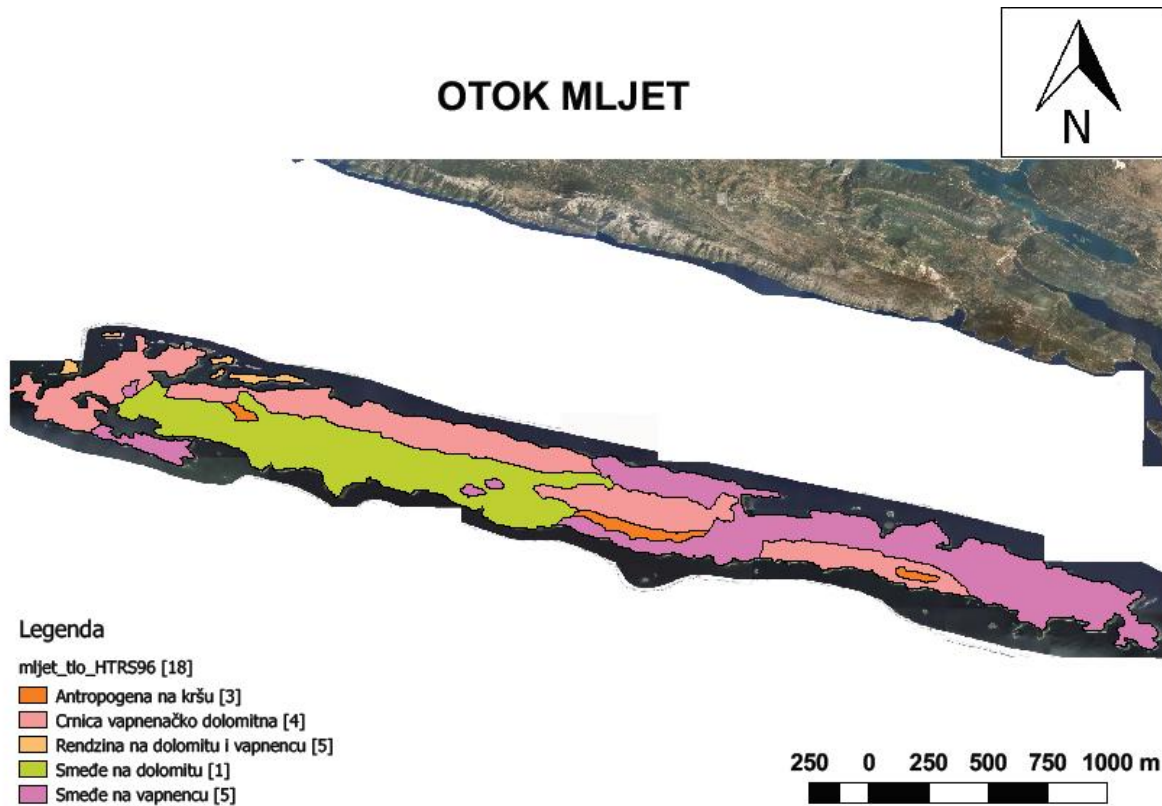 OTOK MLJET
N
Legenda
mljet_tlo_HTRS96 [18]
Antropogena na kršu [3]
Crnica vapnenačko dolomitna [4]
Rendzina na dolomitu i vapnencu [5]
Smeđe na dolomitu [1]
Smeđe na vapnencu [5]
250 0 250 500 750 1000 m